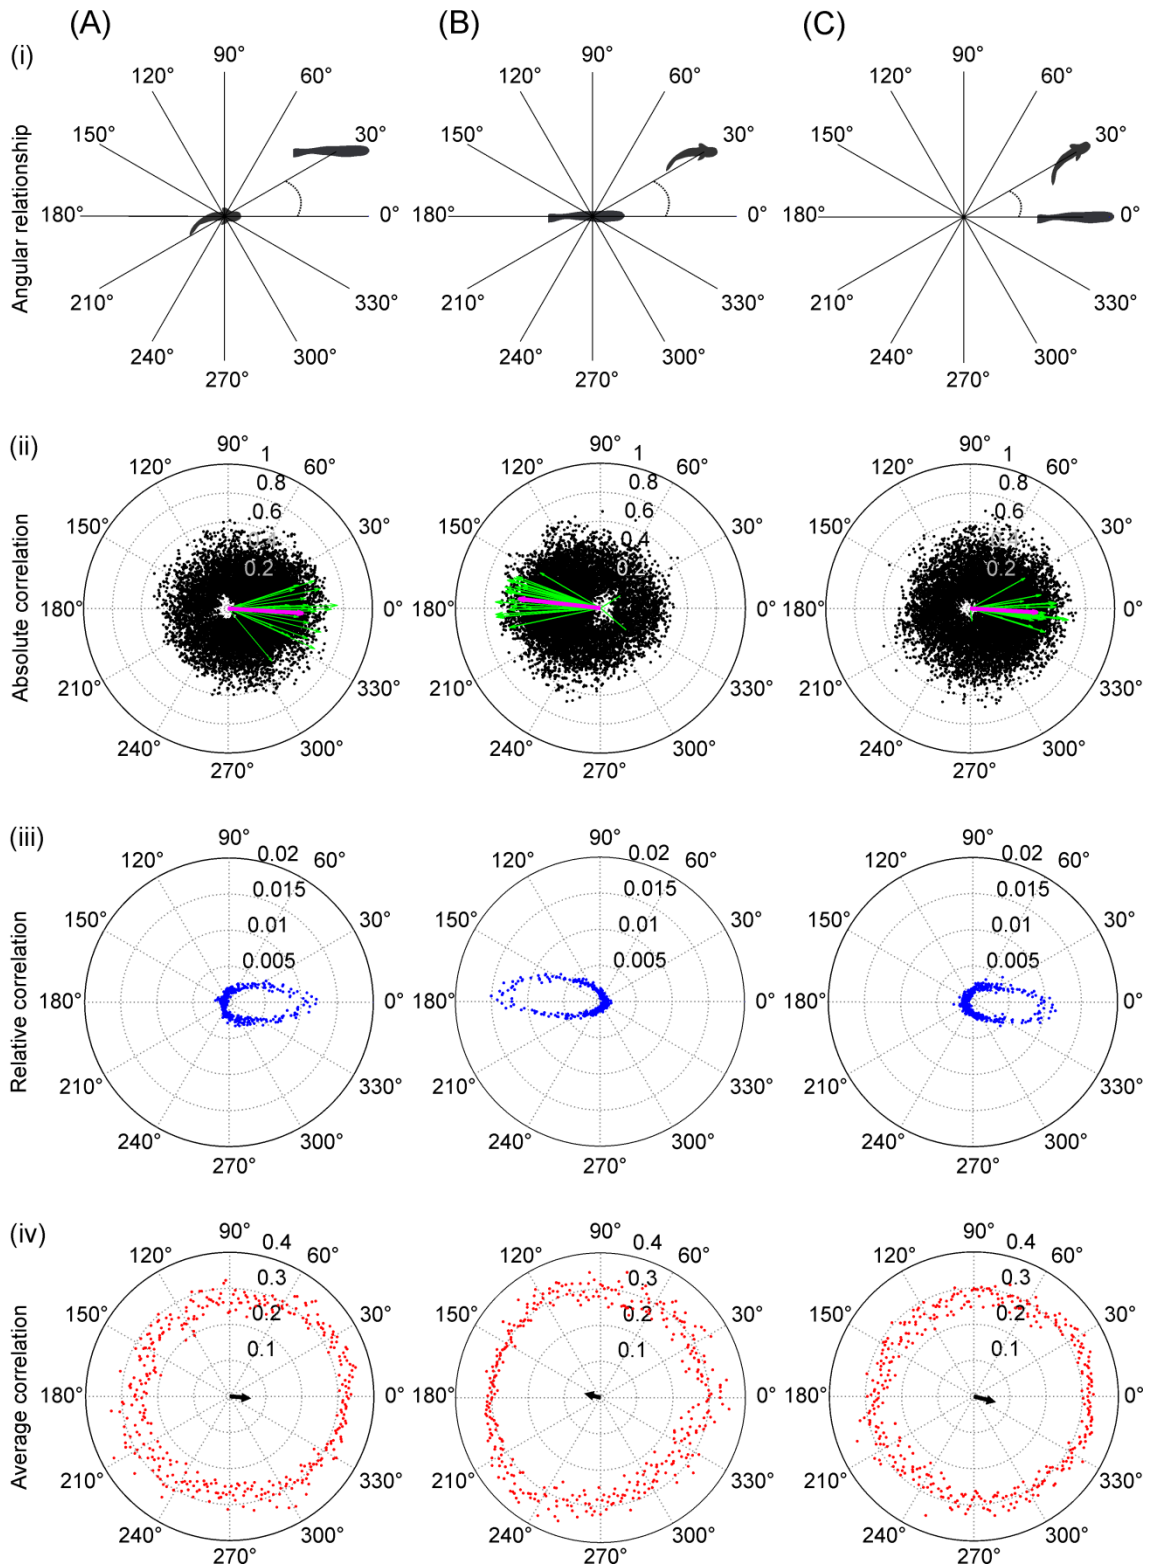 (A) (B) (C)
(i)
Angular relationship
90° 90° 90°
120° 60° 120° 60° 120° 60°
150° 30° 150° 30° 150° 30°
180° 0° 180° 0° 180° 0°
210° 330° 210° 330° 210° 330°
240° 300° 240° 300° 240° 300°
270° 270° 270°
(ii)
Absolute correlation
90° 1 90° 1 90° 1
120° 60° 120° 60° 120° 60°
0.8 0.8 0.8
150° 0.6 30° 150° 0.6 30° 150° 0.6 30°
0.4
0.2 0.2 0.2
180° 0° 180° 0° 180° 0°
210° 330° 210° 330° 210° 330°
240° 300° 240° 300° 240° 300°
270° 270° 270°
(iii)
Relative correlation
90° 0.02 90° 0.02 90° 0.02
120° 60° 120° 60° 120° 60°
0.015 0.015 0.015
150° 0.01 30° 150° 0.01 30° 150° 0.01 30°
0.005 0.005 0.005
180° 0° 180° 0° 180° 0°
210° 330° 210° 330° 210° 330°
240° 300° 240° 300° 240° 300°
270° 270° 270°
(iv)
Average correlation
90° 0.4 90° 0.4 90° 0.4
120° 60° 120° 60° 120° 60°
0.3 0.3 0.3
150° 0.2 30° 150° 0.2 30° 150° 0.2 30°
0.1 0.1 0.1
180° 0° 180° 0° 180° 0°
210° 330° 210° 330° 210° 330°
240° 300° 240° 300° 240° 300°
270° 270° 270°